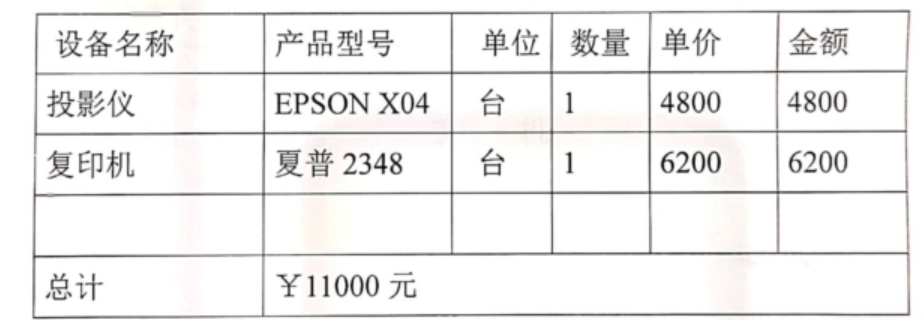 设备名称 产品型号 单位 数量 单价 金额
投影仪 EPSON X04 台 1 4800 4800
复印机 夏普 2348 台 1 6200 6200
总计 ￥11000 元